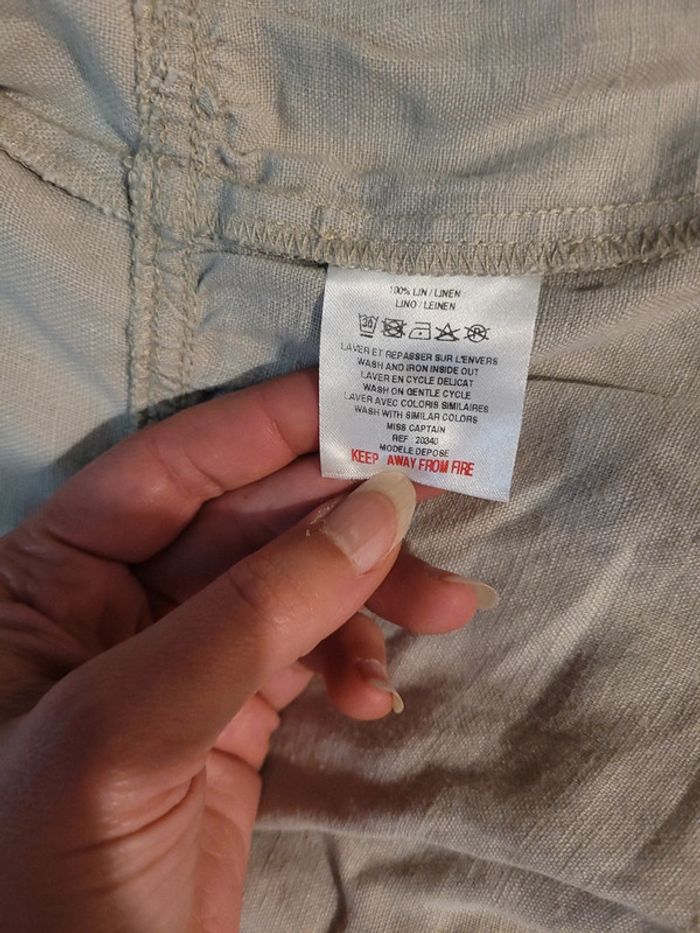 100% LIN / LINEN
LINO / LEINEN
30
LAVER ET REPASSER SUR L'ENVERS
WASH AND IRON INSIDE OUT
LAVER EN CYCLE DELICAT
WASH ON GENTLE CYCLE
LAVER AVEC COLORIS SIMILAIRES
WASH WITH SIMILAR COLORS
MISS CAPTAIN
REF : 20340
MODELE DEPOSE
KEEP AWAY FROM FIRE